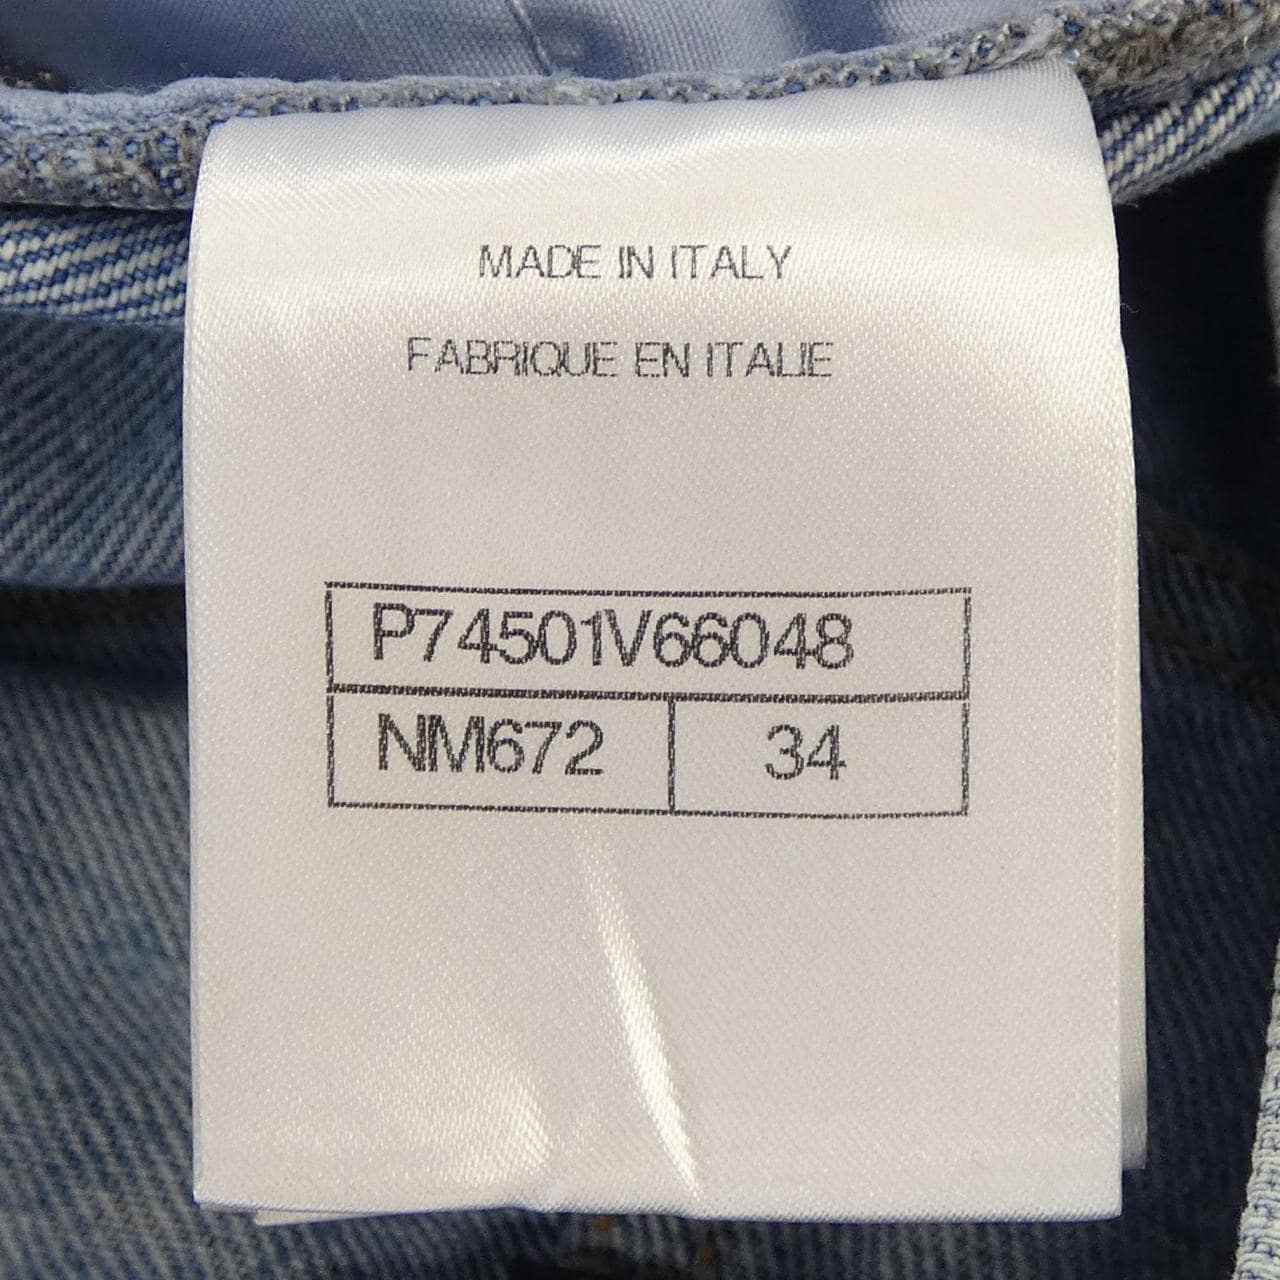 MADE IN ITALY
FABRIQUE EN ITALIE
P74501V66048
NM672 34